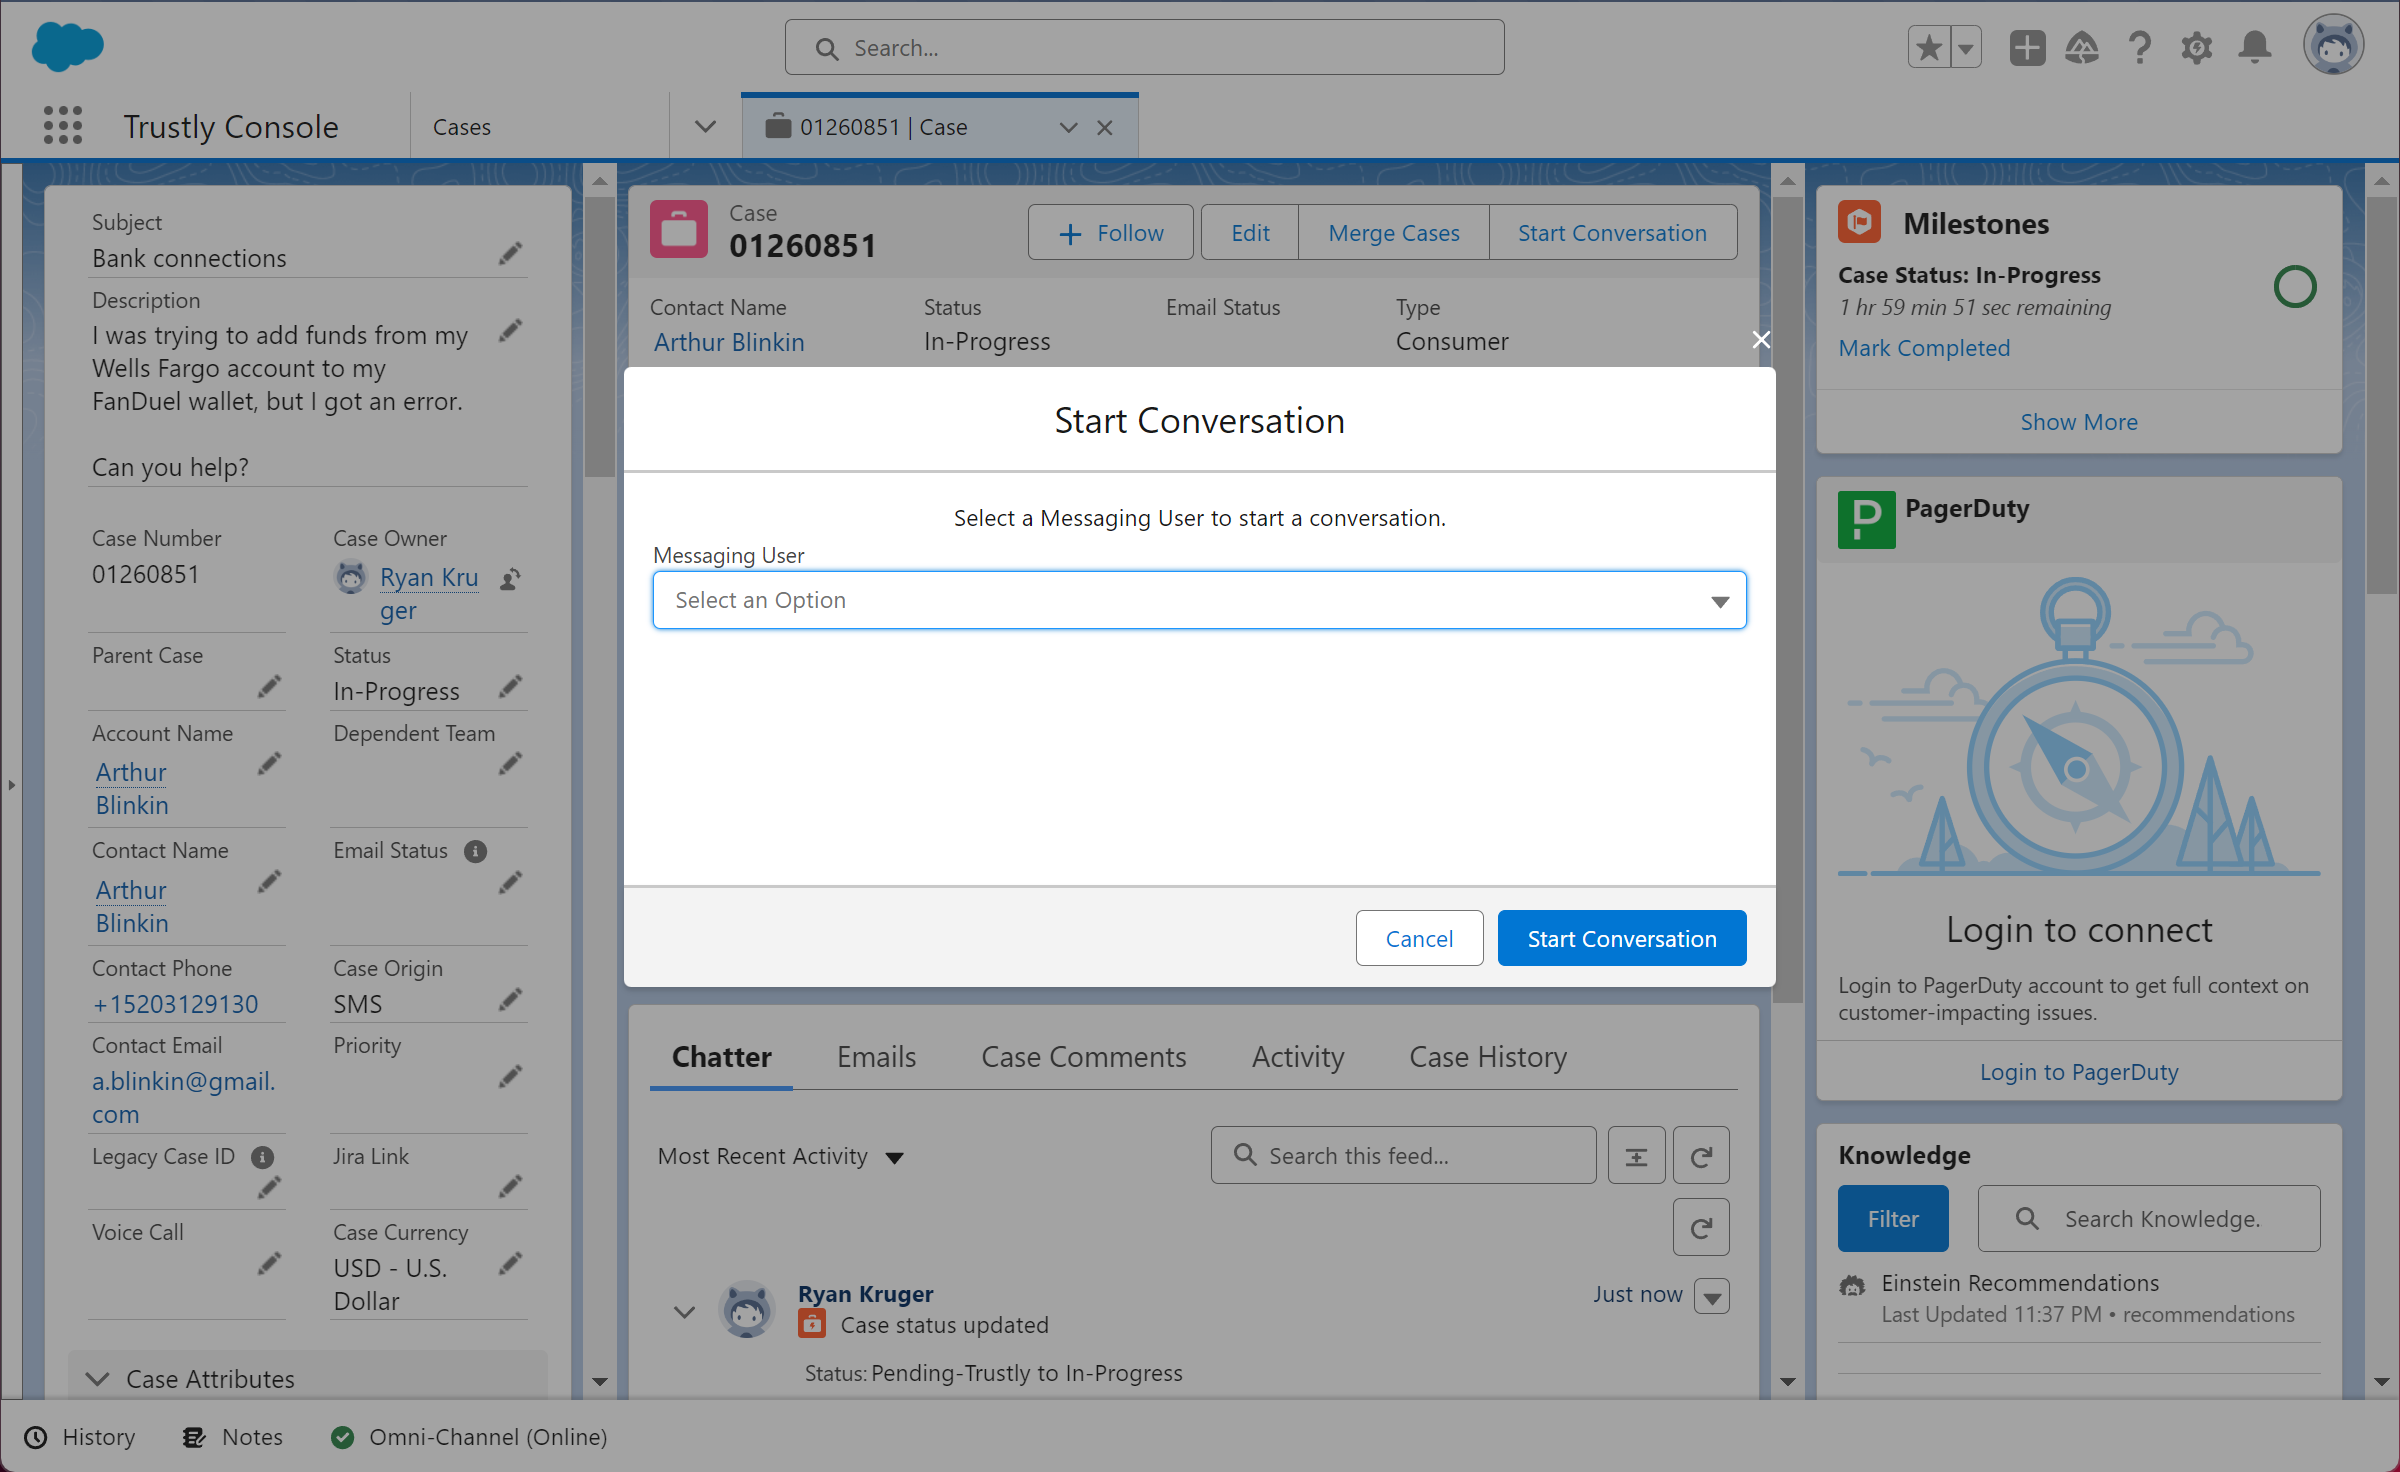 Search...
Trustly Console
Cases
01260851 | Case
Subject
Bank connections
Description
I was trying to add funds from my
Wells Fargo account to my
FanDuel wallet, but I got an error.
Can you help?
Case Number
01260851
Case Owner
Ryan Kru
ger
Parent Case
Status
In-Progress
Account Name
Arthur
Blinkin
Dependent Team
Contact Name
Arthur
Blinkin
Email Status
Contact Phone
+15203129130
Case Origin
SMS
Contact Email
a.blinkin@gmail.
com
Priority
Legacy Case ID
Jira Link
Voice Call
Case Currency
USD - U.S.
Dollar
Case Attributes
Case
01260851
Follow
Edit
Merge Cases
Start Conversation
Contact Name
Arthur Blinkin
Status
In-Progress
Email Status
Type
Consumer
Start Conversation
Select a Messaging User to start a conversation.
Messaging User
Select an Option
Cancel
Start Conversation
Chatter
Emails
Case Comments
Activity
Case History
Most Recent Activity
Search this feed...
Ryan Kruger
Just now
Case status updated
Status: Pending-Trustly to In-Progress
Milestones
Case Status: In-Progress
1 hr 59 min 51 sec remaining
Mark Completed
Show More
P
PagerDuty
Login to connect
Login to PagerDuty account to get full context on
customer-impacting issues.
Login to PagerDuty
Knowledge
Filter
Search Knowledge.
Einstein Recommendations
Last Updated 11:37 PM • recommendations
History
Notes
Omni-Channel (Online)